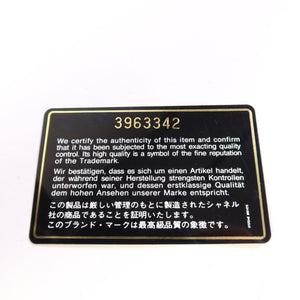 3963342
We certify the authenticity of this item and confirm
that it has been subjected to the most exacting quality
control. Its high quality is a symbol of the fine reputation
of the Trademark.
Wir bestätigen, dass es sich um einen Artikel handelt,
der während seiner Herstellung strengsten Kontrollen
unterworfen war, und dessen erstklassige Qualität
dem hohen Ansehen unserer Marke entspricht.
この製品は厳しい管理のもとに製造されたシャネル
社の商品であることを証明いたします。
このブランド・マークは最高級品質の象徴です。